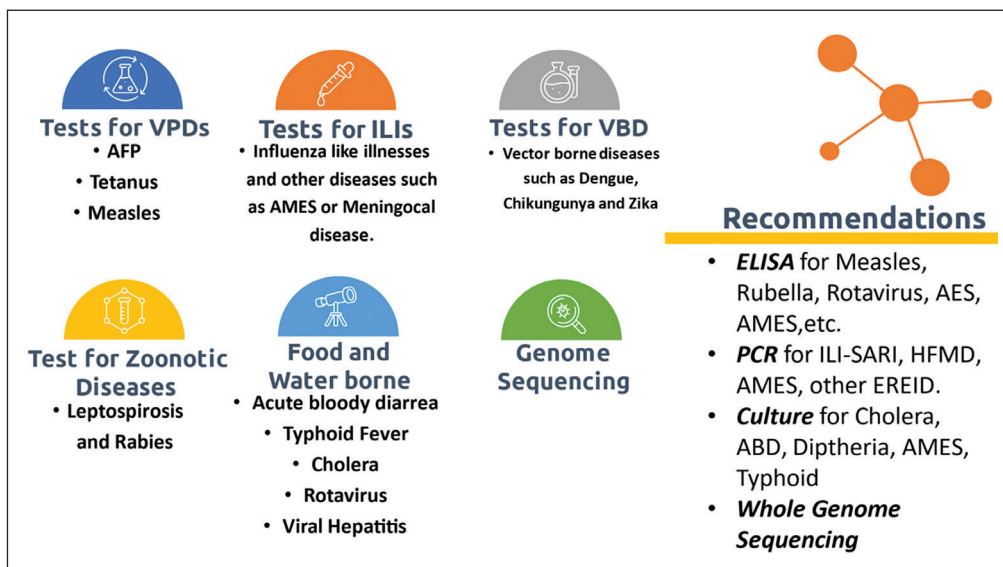 Tests for VPDs
• AFP
• Tetanus
• Measles
Tests for ILIs
• Influenza like illnesses
and other diseases such
as AMES or Meningocal
disease.
Tests for VBD
• Vector borne diseases
such as Dengue,
Chikungunya and Zika
Test for Zoonotic
Diseases
• Leptospirosis
and Rabies
Food and
Water borne
• Acute bloody diarrea
• Typhoid Fever
• Cholera
• Rotavirus
• Viral Hepatitis
Genome
Sequencing
Recommendations
• ELISA for Measles,
Rubella, Rotavirus, AES,
AMES,etc.
• PCR for ILI-SARI, HFMD,
AMES, other EREID.
• Culture for Cholera,
ABD, Diptheria, AMES,
Typhoid
• Whole Genome
Sequencing